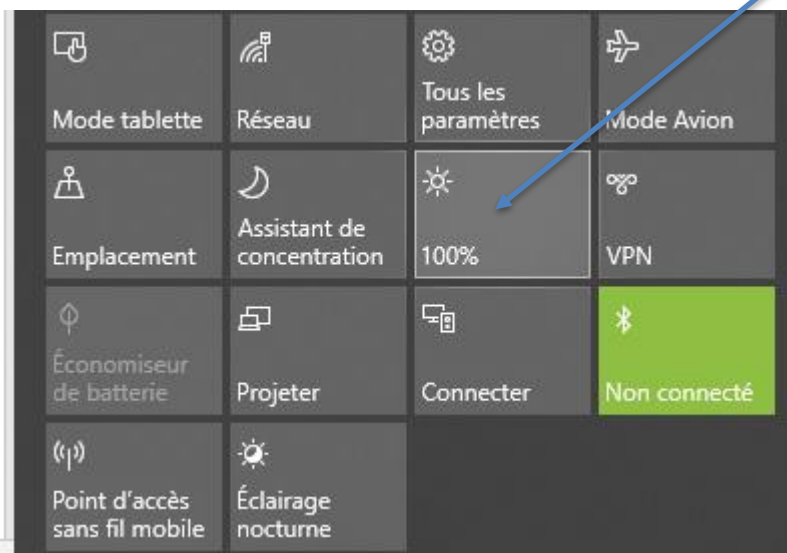 Mode tablette
Réseau
Tous les
paramètres
Mode Avion
Emplacement
Assistant de
concentration
100%
VPN
Économiseur
de batterie
Projeter
Connecter
Non connecté
Point d'accès
sans fil mobile
Éclairage
nocturne